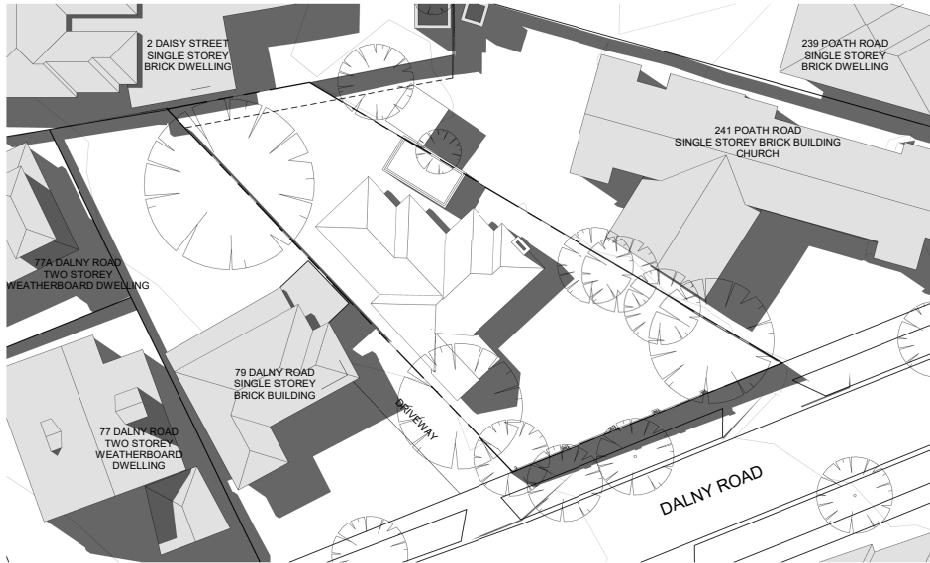 2 DAISY STREET
SINGLE STOREY
BRICK DWELLING
239 POATH ROAD
SINGLE STOREY
BRICK DWELLING
241 POATH ROAD
SINGLE STOREY BRICK BUILDING
CHURCH
77A DALNY ROAD
TWO STOREY
WEATHERBOARD DWELLING
79 DALNY ROAD
SINGLE STOREY
BRICK BUILDING
DRIVEWAY
77 DALNY ROAD
TWO STOREY
WEATHERBOARD
DWELLING
DALNY ROAD